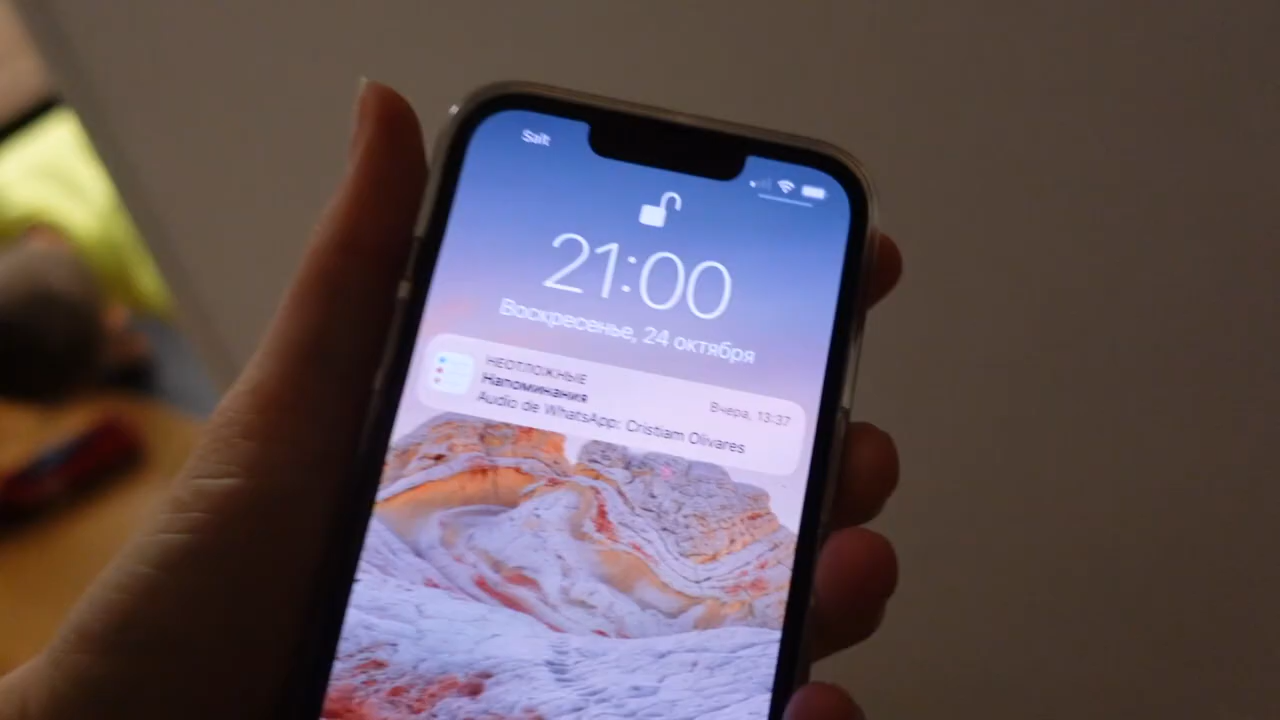 Salt
21:00
Воскресенье, 24 октября
НЕОТЛОЖНЫЕ
Напоминания
Вчера, 13:37
Audio de WhatsApp: Cristiam Olivares